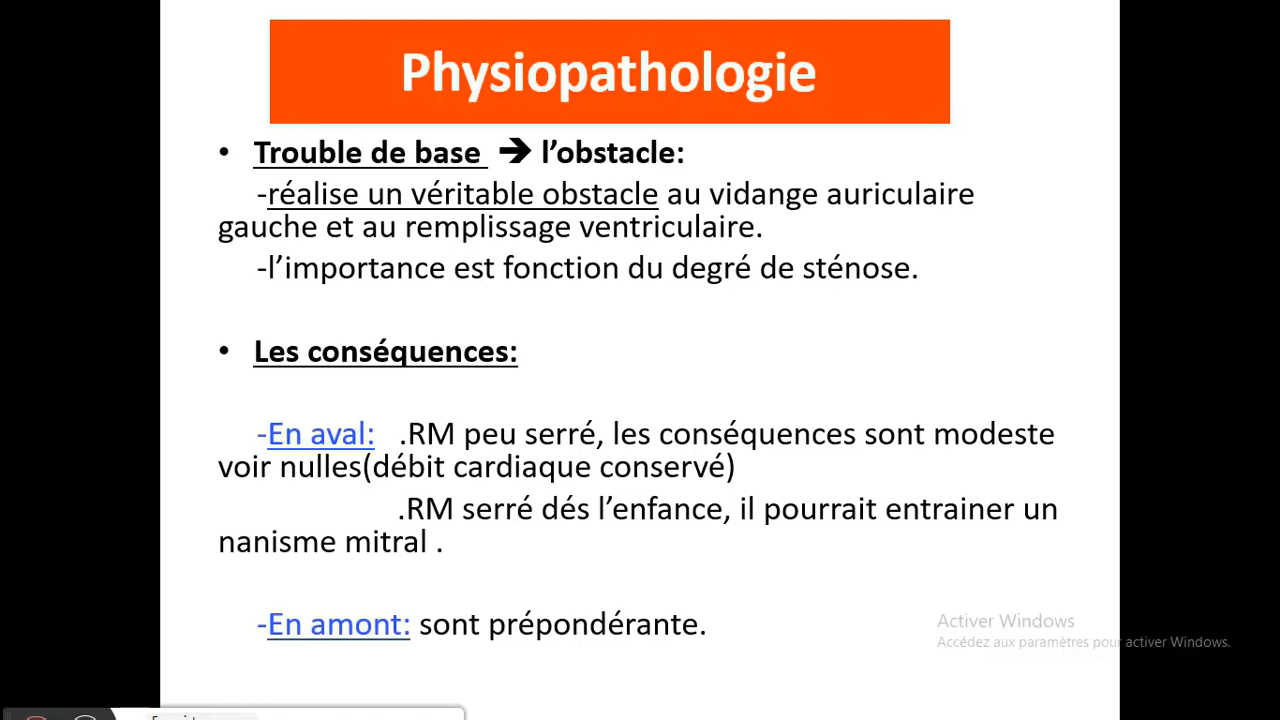 Physiopathologie
• Trouble de base ➔ l’obstacle:
-réalise un véritable obstacle au vidange auriculaire
gauche et au remplissage ventriculaire.
-l’importance est fonction du degré de sténose.
• Les conséquences:
-En aval: .RM peu serré, les conséquences sont modeste
voir nulles(débit cardiaque conservé)
.RM serré dés l’enfance, il pourrait entrainer un
nanisme mitral .
-En amont: sont prépondérante.
Activer Windows
Accédez aux paramètres pour activer Windows.